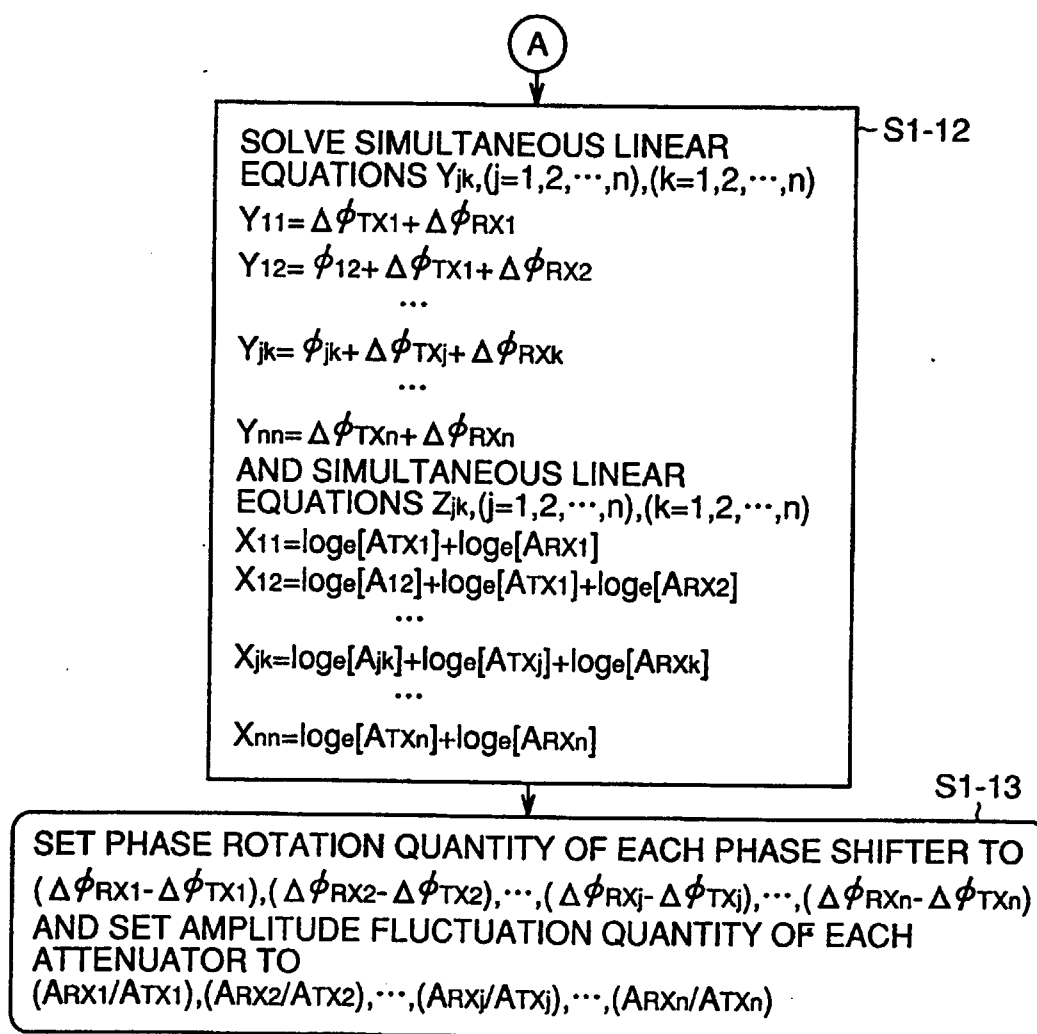 A
S1-12
SOLVE SIMULTANEOUS LINEAR
EQUATIONS Yjk,(j=1,2,⋯,n),(k=1,2,⋯,n)
Y11=ΔϕTX1+ΔϕRX1
Y12=ϕ12+ΔϕTX1+ΔϕRX2
⋯
Yjk=ϕjk+ΔϕTXj+ΔϕRXk
⋯
Ynn=ΔϕTXn+ΔϕRXn
AND SIMULTANEOUS LINEAR
EQUATIONS Zjk,(j=1,2,⋯,n),(k=1,2,⋯,n)
X11=loge[ATX1]+loge[ARX1]
X12=loge[A12]+loge[ATX1]+loge[ARX2]
⋯
Xjk=loge[Ajk]+loge[ATXj]+loge[ARXk]
⋯
Xnn=loge[ATXn]+loge[ARXn]
S1-13
SET PHASE ROTATION QUANTITY OF EACH PHASE SHIFTER TO
(ΔϕRX1-ΔϕTX1),(ΔϕRX2-ΔϕTX2),⋯,(ΔϕRXj-ΔϕTXj),⋯,(ΔϕRXn-ΔϕTXn)
AND SET AMPLITUDE FLUCTUATION QUANTITY OF EACH
ATTENUATOR TO
(ARX1/ATX1),(ARX2/ATX2),⋯,(ARXj/ATXj),⋯,(ARXn/ATXn)